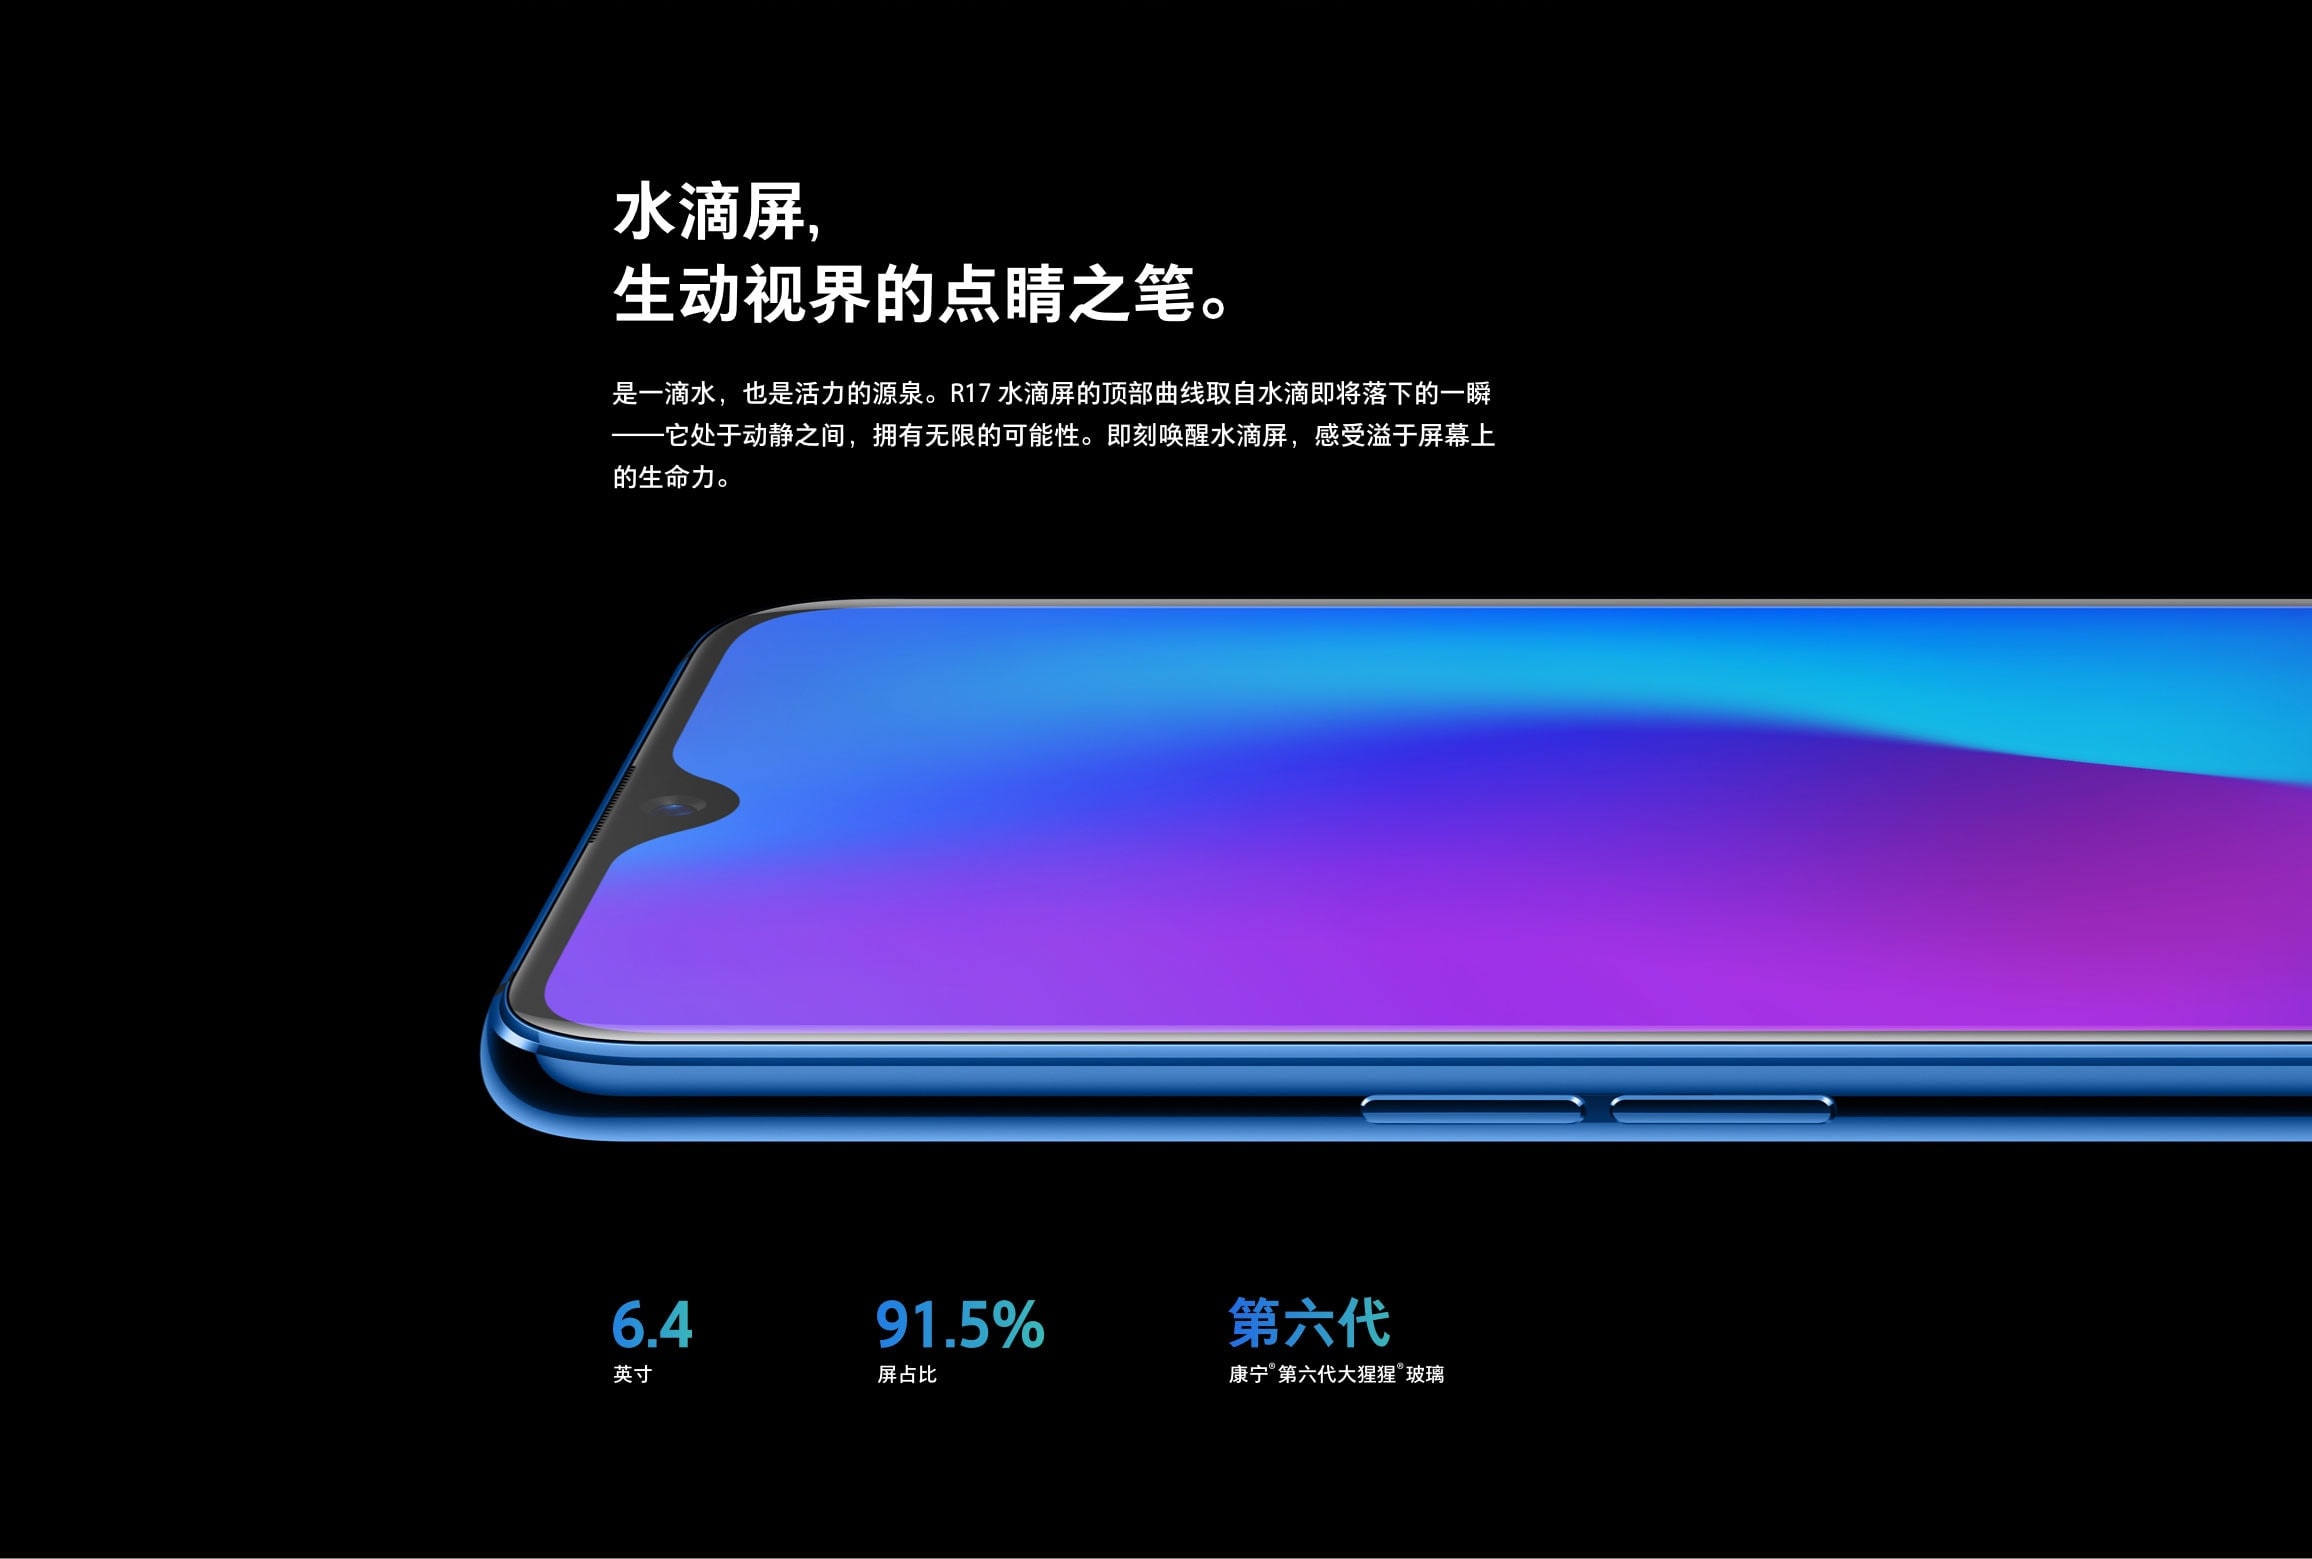 水滴屏,
生动视界的点睛之笔。
是一滴水，也是活力的源泉。R17 水滴屏的顶部曲线取自水滴即将落下的一瞬
——它处于动静之间，拥有无限的可能性。即刻唤醒水滴屏，感受溢于屏幕上
的生命力。
6.4 91.5% 第六代
英寸 屏占比 康宁®第六代大猩猩®玻璃